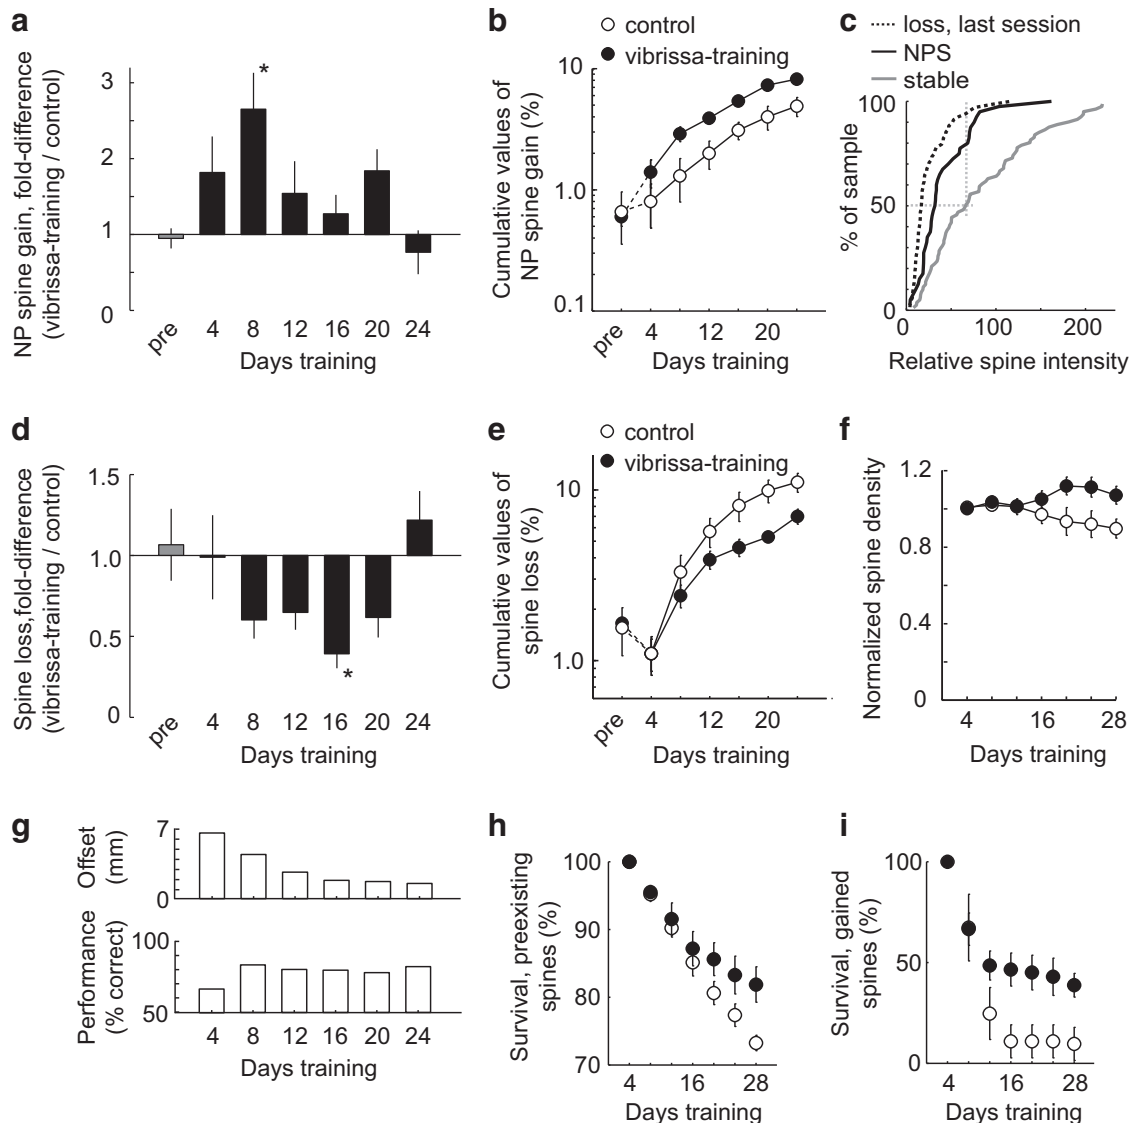 a
NP spine gain, fold-difference
(vibrissa-training / control)
3
2
1
0
*
pre 4 8 12 16 20 24
Days training
b
control
vibrissa-training
Cumulative values of
NP spine gain (%)
10
1.0
0.1
pre 4 12 20
Days training
c
loss, last session
NPS
stable
% of sample
100
50
0
0 100 200
Relative spine intensity
d
Spine loss,fold-difference
(vibrissa-training / control)
1.5
1.0
0.5
0
*
pre 4 8 12 16 20 24
Days training
e
control
vibrissa-training
Cumulative values of
spine loss (%)
10
1.0
pre 4 12 20
Days training
f
Normalized spine density
1.2
0.8
0.4
0
4 16 28
Days training
g
Offset
(mm)
7
0
Performance
(% correct)
100
50
4 8 12 16 20 24
Days training
h
Survival, preexisting
spines (%)
100
90
80
70
4 16 28
Days training
i
Survival, gained
spines (%)
100
50
0
4 16 28
Days training